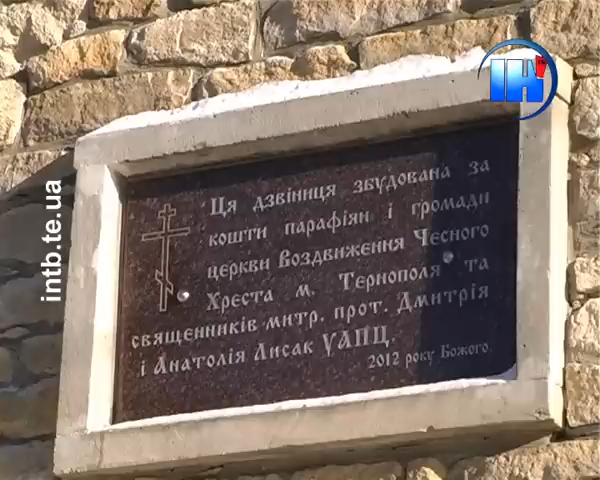 Ця дзвіниця збудована за
кошти парафіян і громади
церкви Воздвиження Чесного
Хреста м. Тернополя та
священників митр. прот. Дмитрія
і Анатолія Лисак УАПЦ.
2012 року Божого.
intb.te.ua
ІНТБ